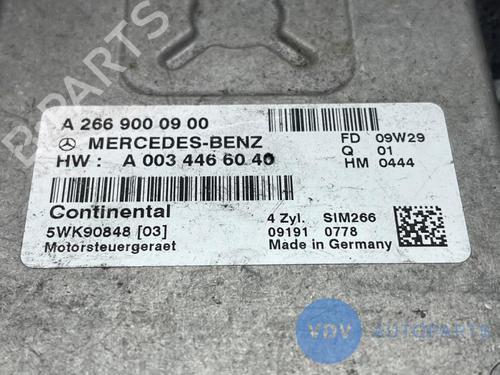 A 266 900 09 00
MERCEDES-BENZ
HW : A 003 446 60 40
FD 09W29
Q 01
HM 0444
Continental
5WK90848 [03]
Motorsteuergeraet
4 Zyl. SIM266
09191 0778
Made in Germany
B-PARTS
VDV AUTOPARTS